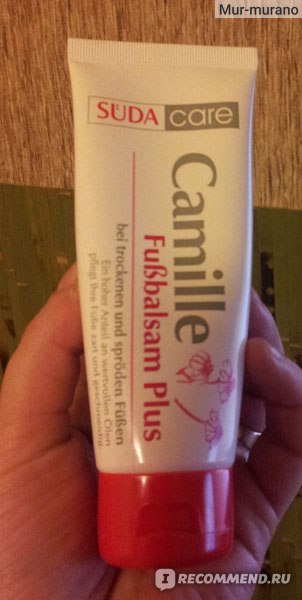 Mur-murano
SÜDA care
Camille
Fußbalsam Plus
bei trockenen und spröden Füßen
Ein hoher Anteil an wertvollen Ölen
pflegt Ihre Füße zart und geschmeidig.
I RECOMMEND.RU